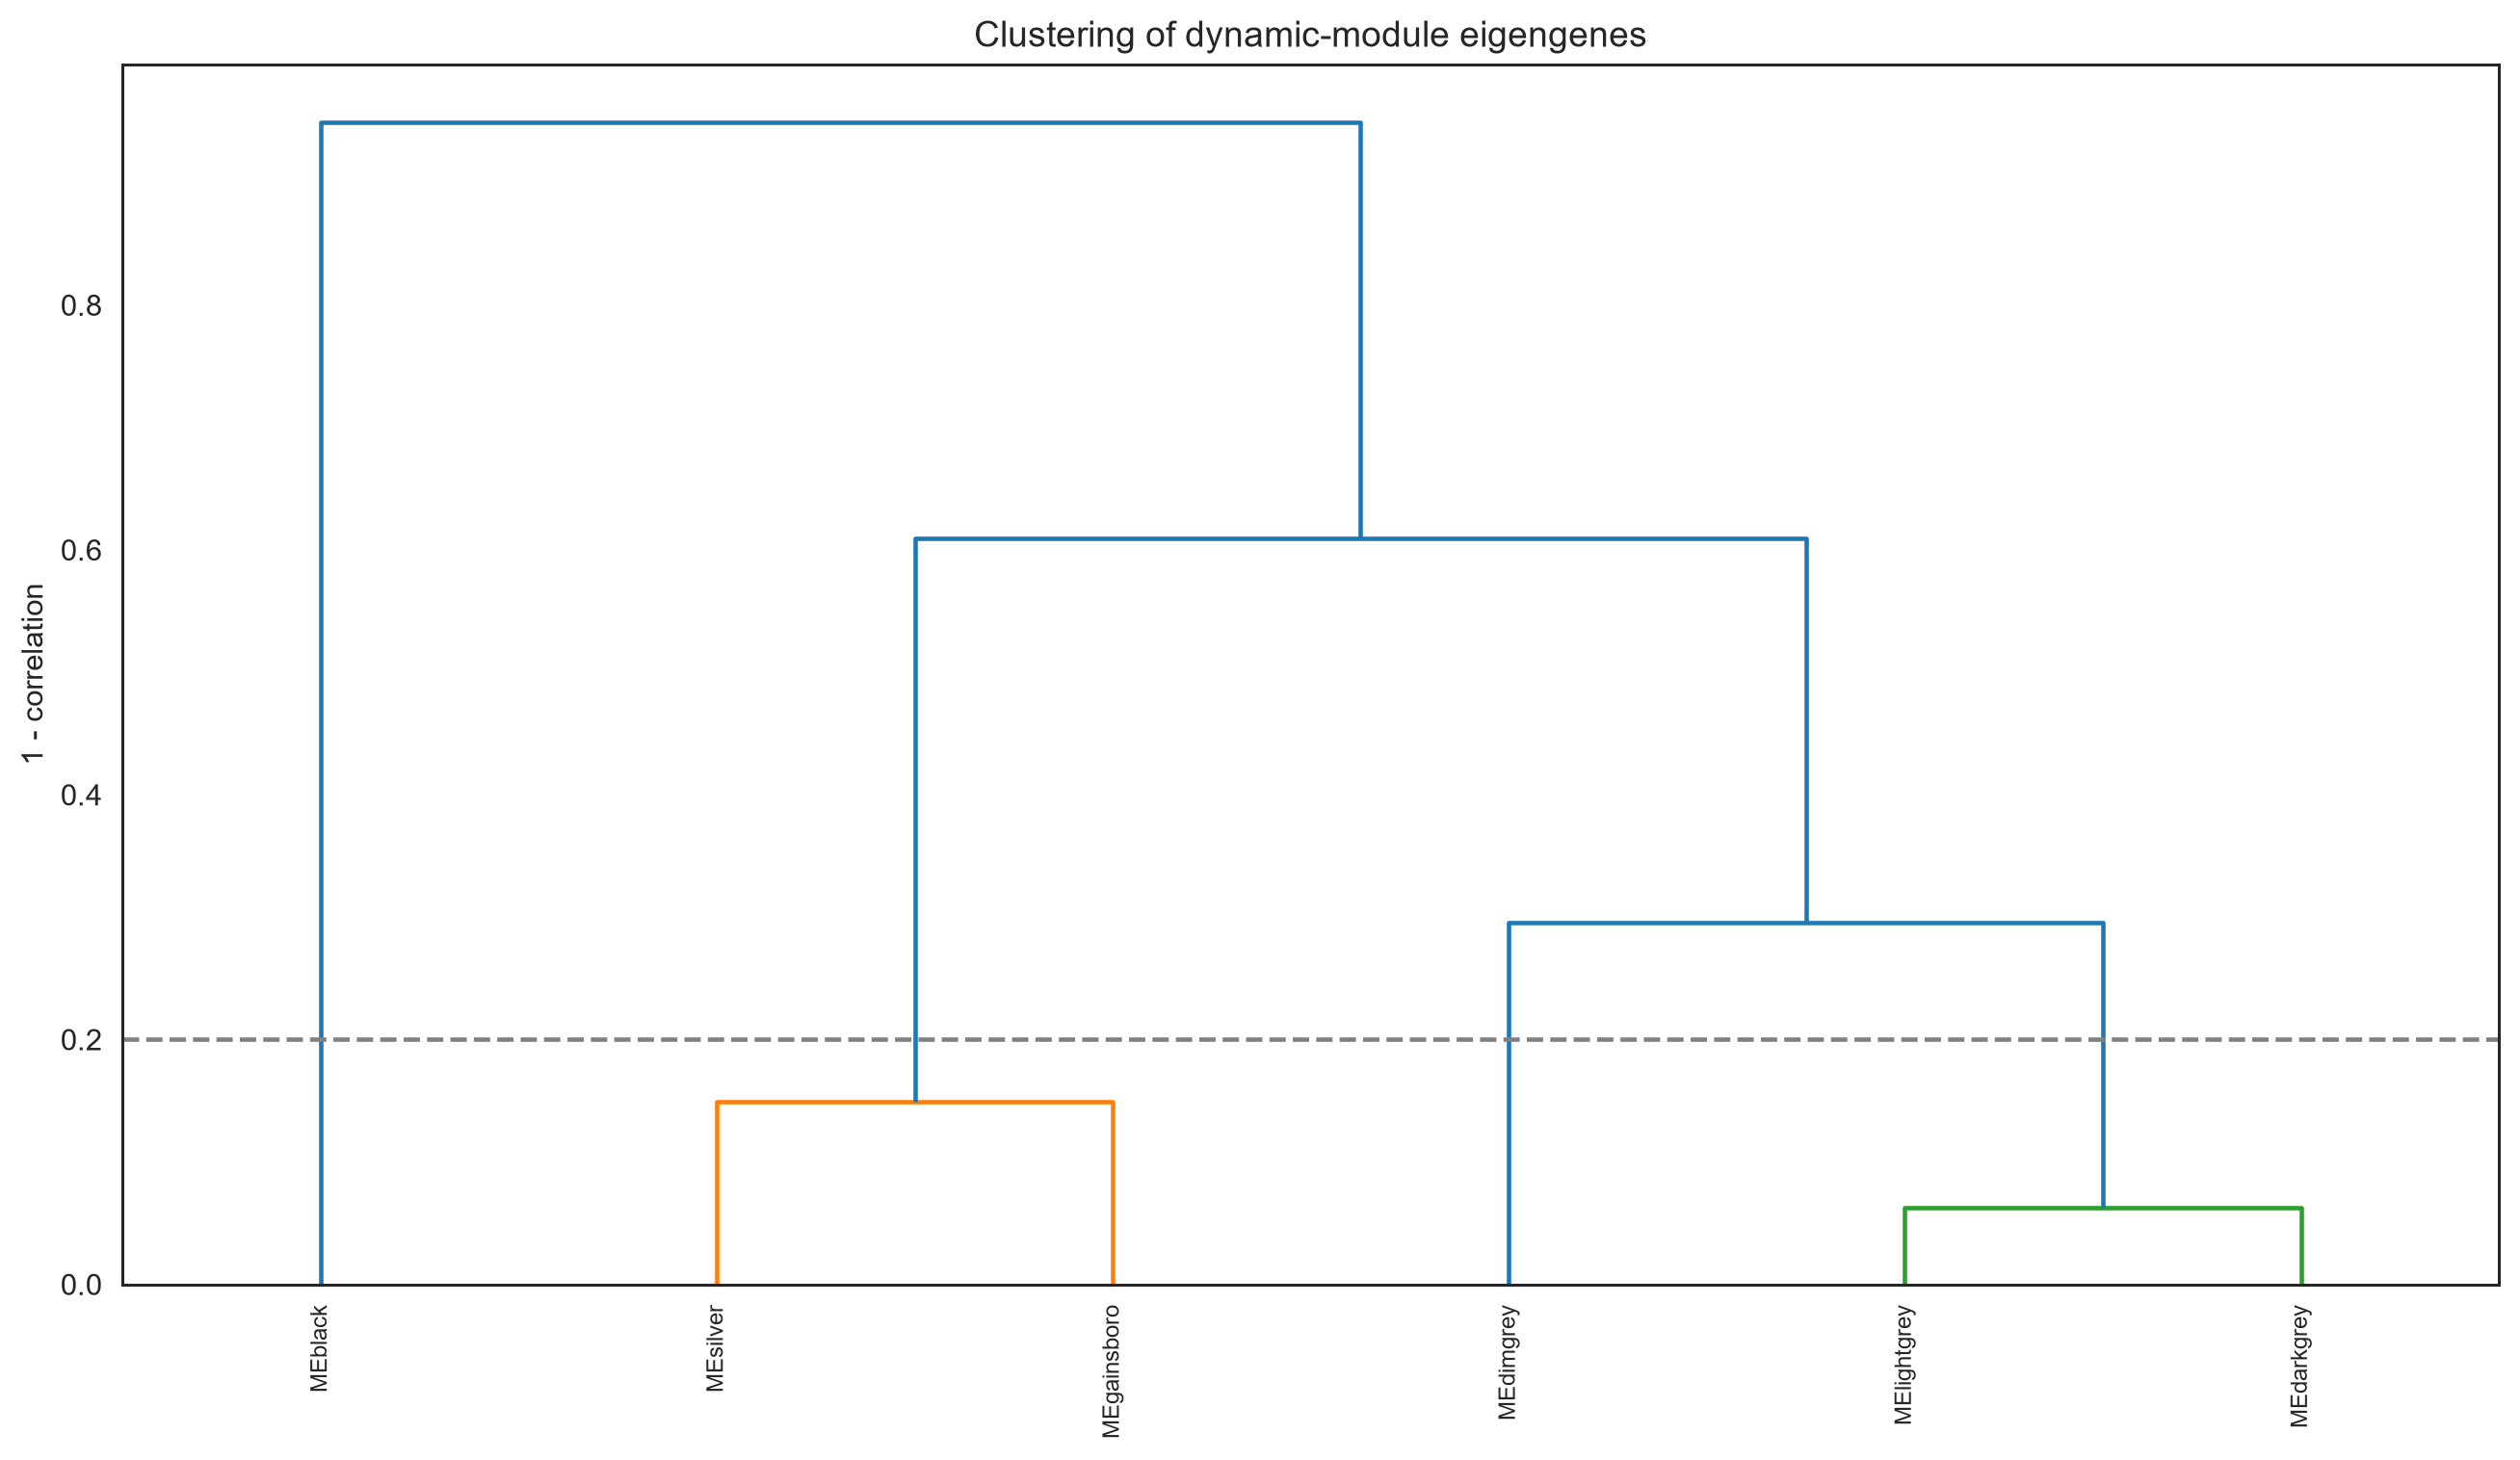 Clustering of dynamic-module eigengenes
1 - correlation
0.8
0.6
0.4
0.2
0.0
MEblack
MEsilver
MEgainsboro
MEdimgrey
MElightgrey
MEdarkgrey